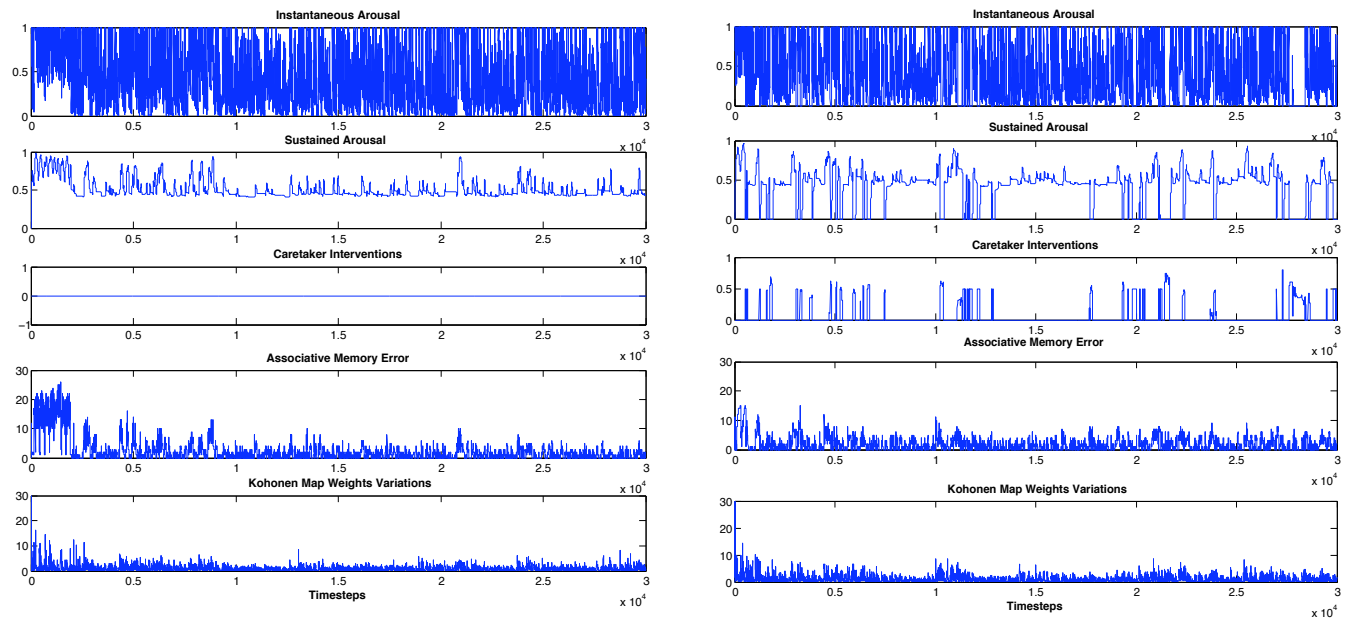 Instantaneous Arousal
1
0.5
0
0 0.5 1 1.5 2 2.5 3
x 10^4
Sustained Arousal
1
0.5
0
0 0.5 1 1.5 2 2.5 3
x 10^4
Caretaker Interventions
1
0
−1
0 0.5 1 1.5 2 2.5 3
x 10^4
Associative Memory Error
30
20
10
0
0 0.5 1 1.5 2 2.5 3
x 10^4
Kohonen Map Weights Variations
30
20
10
0
0 0.5 1 1.5 2 2.5 3
Timesteps
x 10^4
Instantaneous Arousal
1
0.5
0
0 0.5 1 1.5 2 2.5 3
x 10^4
Sustained Arousal
1
0.5
0
0 0.5 1 1.5 2 2.5 3
x 10^4
Caretaker Interventions
1
0.5
0
0 0.5 1 1.5 2 2.5 3
x 10^4
Associative Memory Error
30
20
10
0
0 0.5 1 1.5 2 2.5 3
x 10^4
Kohonen Map Weights Variations
30
20
10
0
0 0.5 1 1.5 2 2.5 3
Timesteps
x 10^4